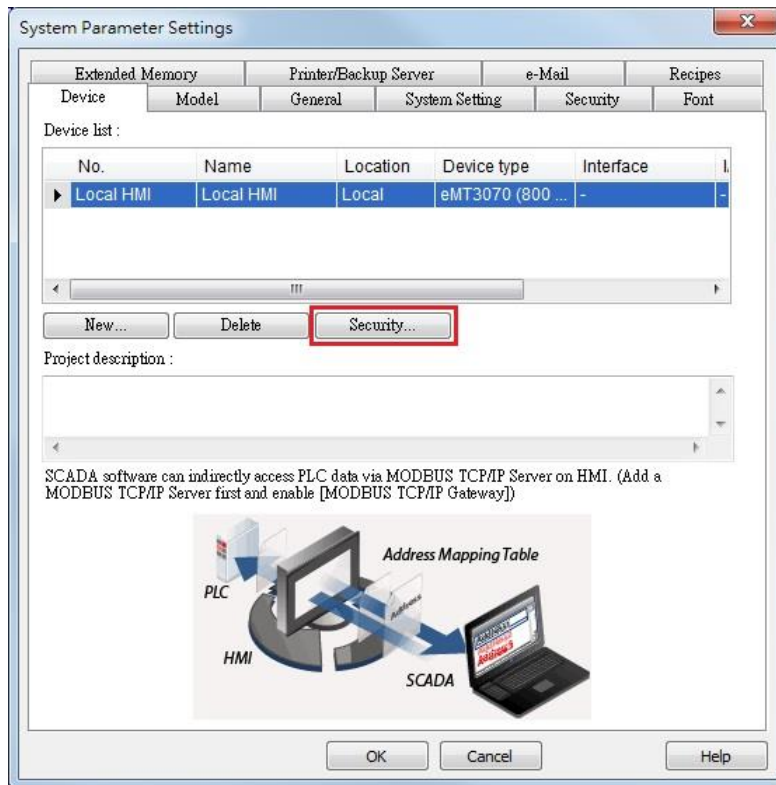 System Parameter Settings
Extended Memory Printer/Backup Server e-Mail Recipes
Device Model General System Setting Security Font
Device list :
No. Name Location Device type Interface
Local HMI Local HMI Local eMT3070 (800 ... - -
New... Delete Security...
Project description :
SCADA software can indirectly access PLC data via MODBUS TCP/IP Server on HMI. (Add a
MODBUS TCP/IP Server first and enable [MODBUS TCP/IP Gateway])
Address Mapping Table
PLC
Address
HMI
SCADA
OK Cancel Help